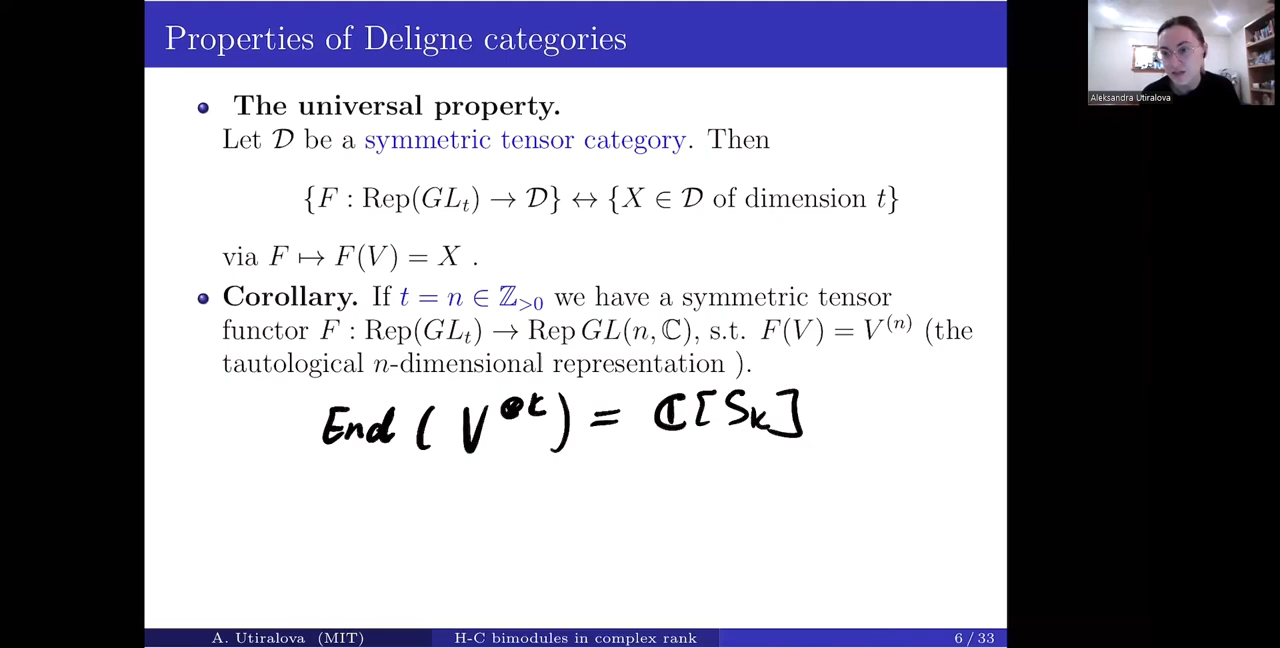 Properties of Deligne categories
Aleksandra Utiralova
The universal property.
Let 𝒟 be a symmetric tensor category. Then
{F : Rep(GL_t) → 𝒟} ↔ {X ∈ 𝒟 of dimension t}
via F ↦ F(V) = X .
Corollary. If t = n ∈ ℤ_{>0} we have a symmetric tensor
functor F : Rep(GL_t) → Rep GL(n, ℂ), s.t. F(V) = V^{(n)} (the
tautological n-dimensional representation ).
End ( V^{⊗k} ) = ℂ[S_k]
A. Utiralova (MIT)
H-C bimodules in complex rank
6 / 33